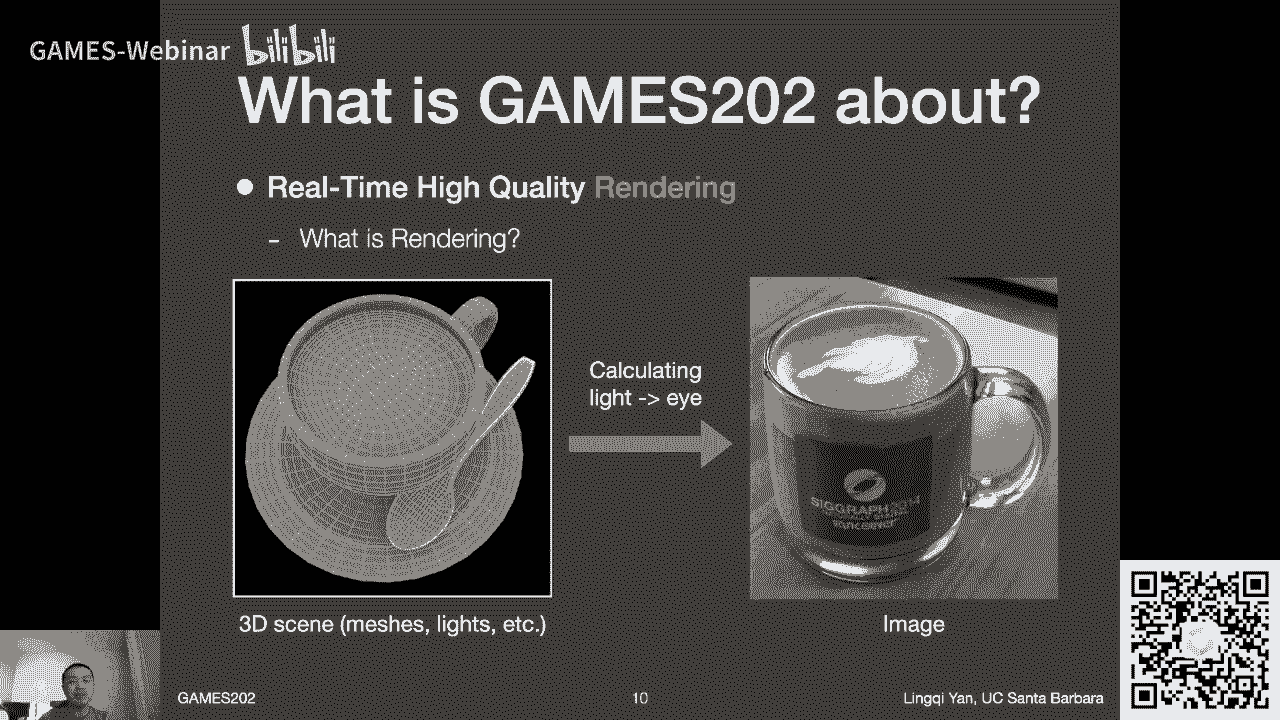 GAMES-Webinar bilibili
What is GAMES202 about?
Real-Time High Quality Rendering
- What is Rendering?
Calculating
light -> eye
SIGGRAPH
VANCOUVER
3D scene (meshes, lights, etc.)
Image
GAMES202
10
Lingqi Yan, UC Santa Barbara